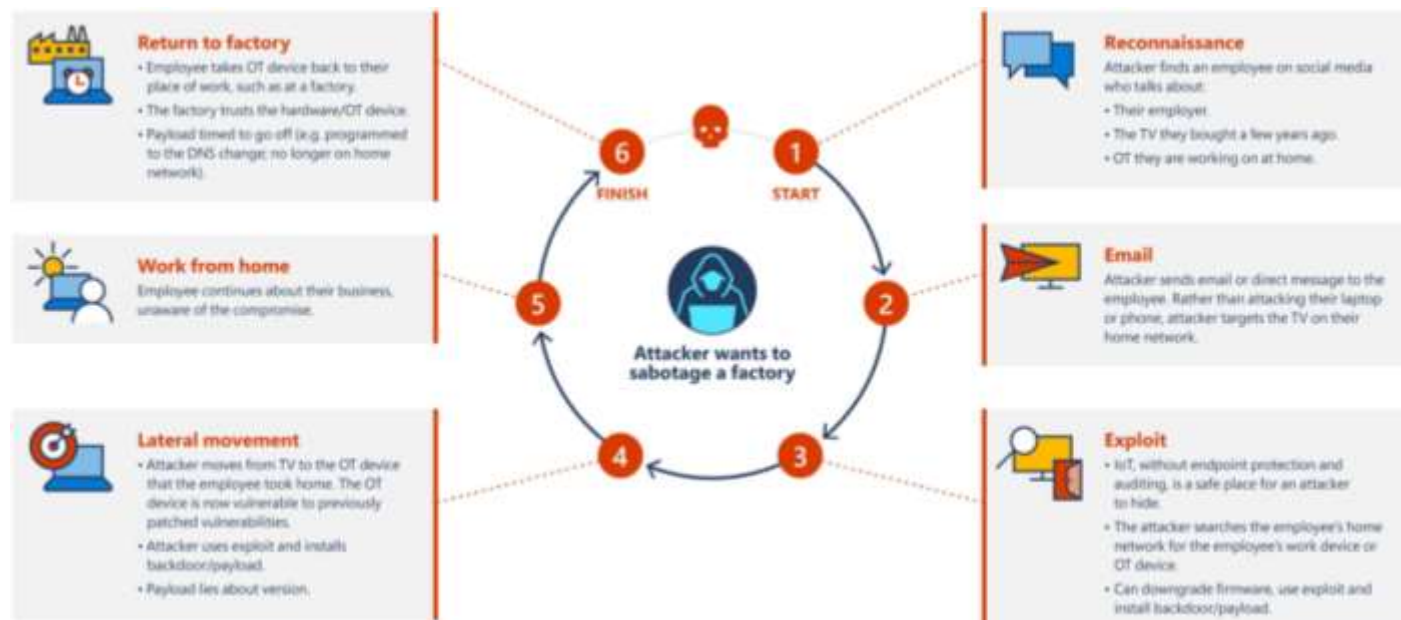 Return to factory
• Employee takes OT device back to their
place of work, such as at a factory.
• The factory trusts the hardware/OT device.
• Payload timed to go off (e.g. programmed
to the DNS change; no longer on home
network).
Work from home
Employee continues about their business,
unaware of the compromise.
Lateral movement
• Attacker moves from TV to the OT device
that the employee took home. The OT
device is now vulnerable to previously
patched vulnerabilities.
• Attacker uses exploit and installs
backdoor/payload.
• Payload lies about version.
6
FINISH
1
START
5
2
Attacker wants to
sabotage a factory
4
3
Reconnaissance
Attacker finds an employee on social media
who talks about:
• Their employer.
• The TV they bought a few years ago.
• OT they are working on at home.
Email
Attacker sends email or direct message to the
employee. Rather than attacking their laptop
or phone, attacker targets the TV on their
home network.
Exploit
• IoT, without endpoint protection and
auditing, is a safe place for an attacker
to hide.
• The attacker searches the employee's home
network for the employee's work device or
OT device.
• Can downgrade firmware, use exploit and
install backdoor/payload.